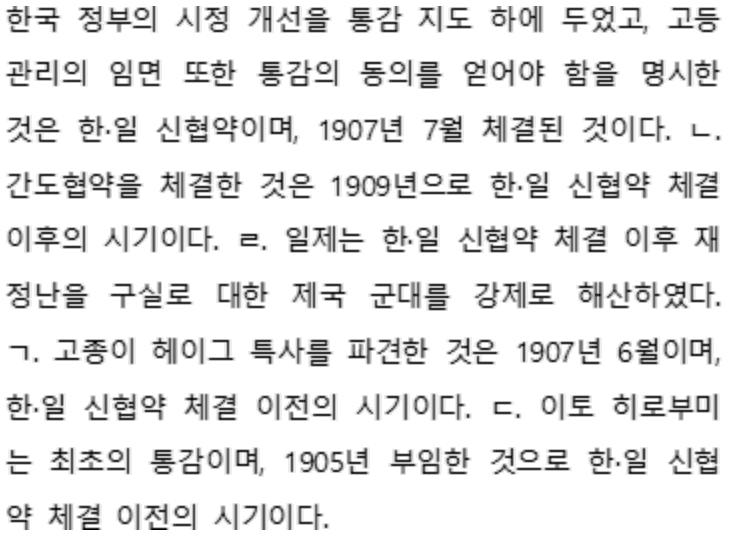 한국 정부의 시정 개선을 통감 지도 하에 두었고, 고등
관리의 임면 또한 통감의 동의를 얻어야 함을 명시한
것은 한·일 신협약이며, 1907년 7월 체결된 것이다. ㄴ.
간도협약을 체결한 것은 1909년으로 한·일 신협약 체결
이후의 시기이다. ㄹ. 일제는 한·일 신협약 체결 이후 재
정난을 구실로 대한 제국 군대를 강제로 해산하였다.
ㄱ. 고종이 헤이그 특사를 파견한 것은 1907년 6월이며,
한·일 신협약 체결 이전의 시기이다. ㄷ. 이토 히로부미
는 최초의 통감이며, 1905년 부임한 것으로 한·일 신협
약 체결 이전의 시기이다.